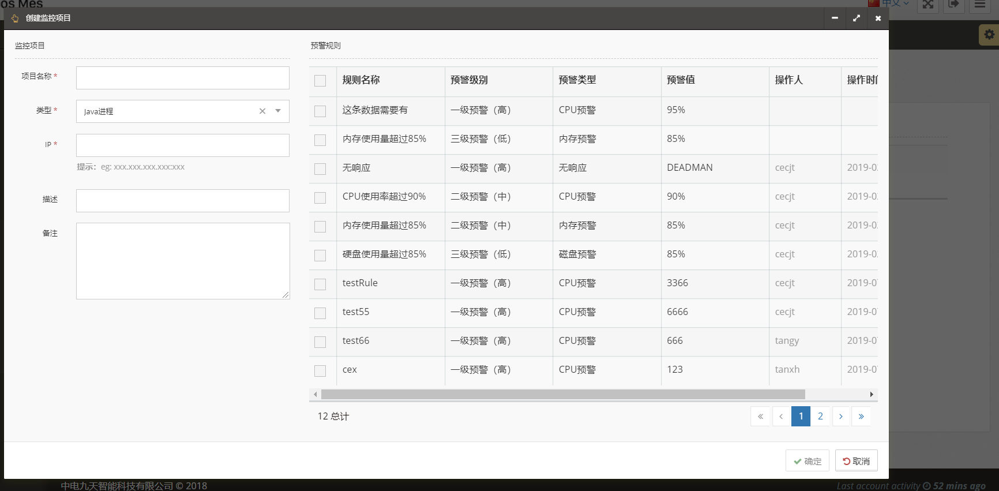 os Mes
中文
创建监控项目
监控项目
项目名称 *
类型 *
Java进程
IP *
提示：eg: xxx.xxx.xxx.xxx:xxx
描述
备注
预警规则
规则名称 预警级别 预警类型 预警值 操作人 操作时间
这条数据需要有 一级预警（高） CPU预警 95%
内存使用量超过85% 三级预警（低） 内存预警 85%
无响应 一级预警（高） 无响应 DEADMAN cecjt 2019-0
CPU使用率超过90% 二级预警（中） CPU预警 90% cecjt 2019-0
内存使用量超过85% 二级预警（中） 内存预警 85% cecjt 2019-0
硬盘使用量超过85% 三级预警（低） 磁盘预警 85% cecjt 2019-0
testRule 一级预警（高） CPU预警 3366 cecjt 2019-0
test55 一级预警（高） CPU预警 6666 cecjt 2019-0
test66 一级预警（高） CPU预警 666 tangy 2019-0
cex 一级预警（高） CPU预警 123 tanxh 2019-0
12 总计
« ‹ 1 2 › »
确定 取消
中电九天智能科技有限公司 © 2018
Last account activity 52 mins ago